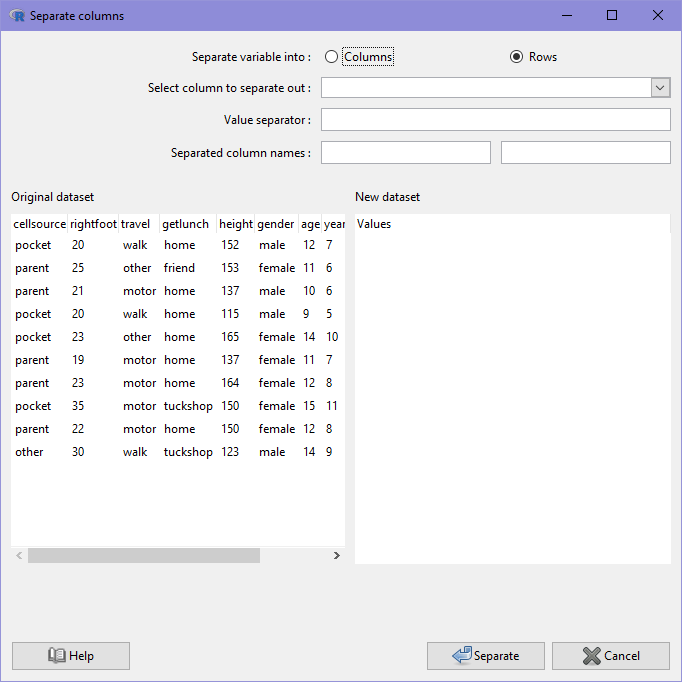 Separate columns
Separate variable into : Columns Rows
Select column to separate out :
Value separator :
Separated column names :
Original dataset New dataset
cellsource rightfoot travel getlunch height gender age year Values
pocket 20 walk home 152 male 12 7
parent 25 other friend 153 female 11 6
parent 21 motor home 137 male 10 6
pocket 20 walk home 115 male 9 5
pocket 23 other home 165 female 14 10
parent 19 motor home 137 female 11 7
parent 23 motor home 164 female 12 8
pocket 35 motor tuckshop 150 female 15 11
parent 22 motor home 150 female 12 8
other 30 walk tuckshop 123 male 14 9
Help Separate Cancel